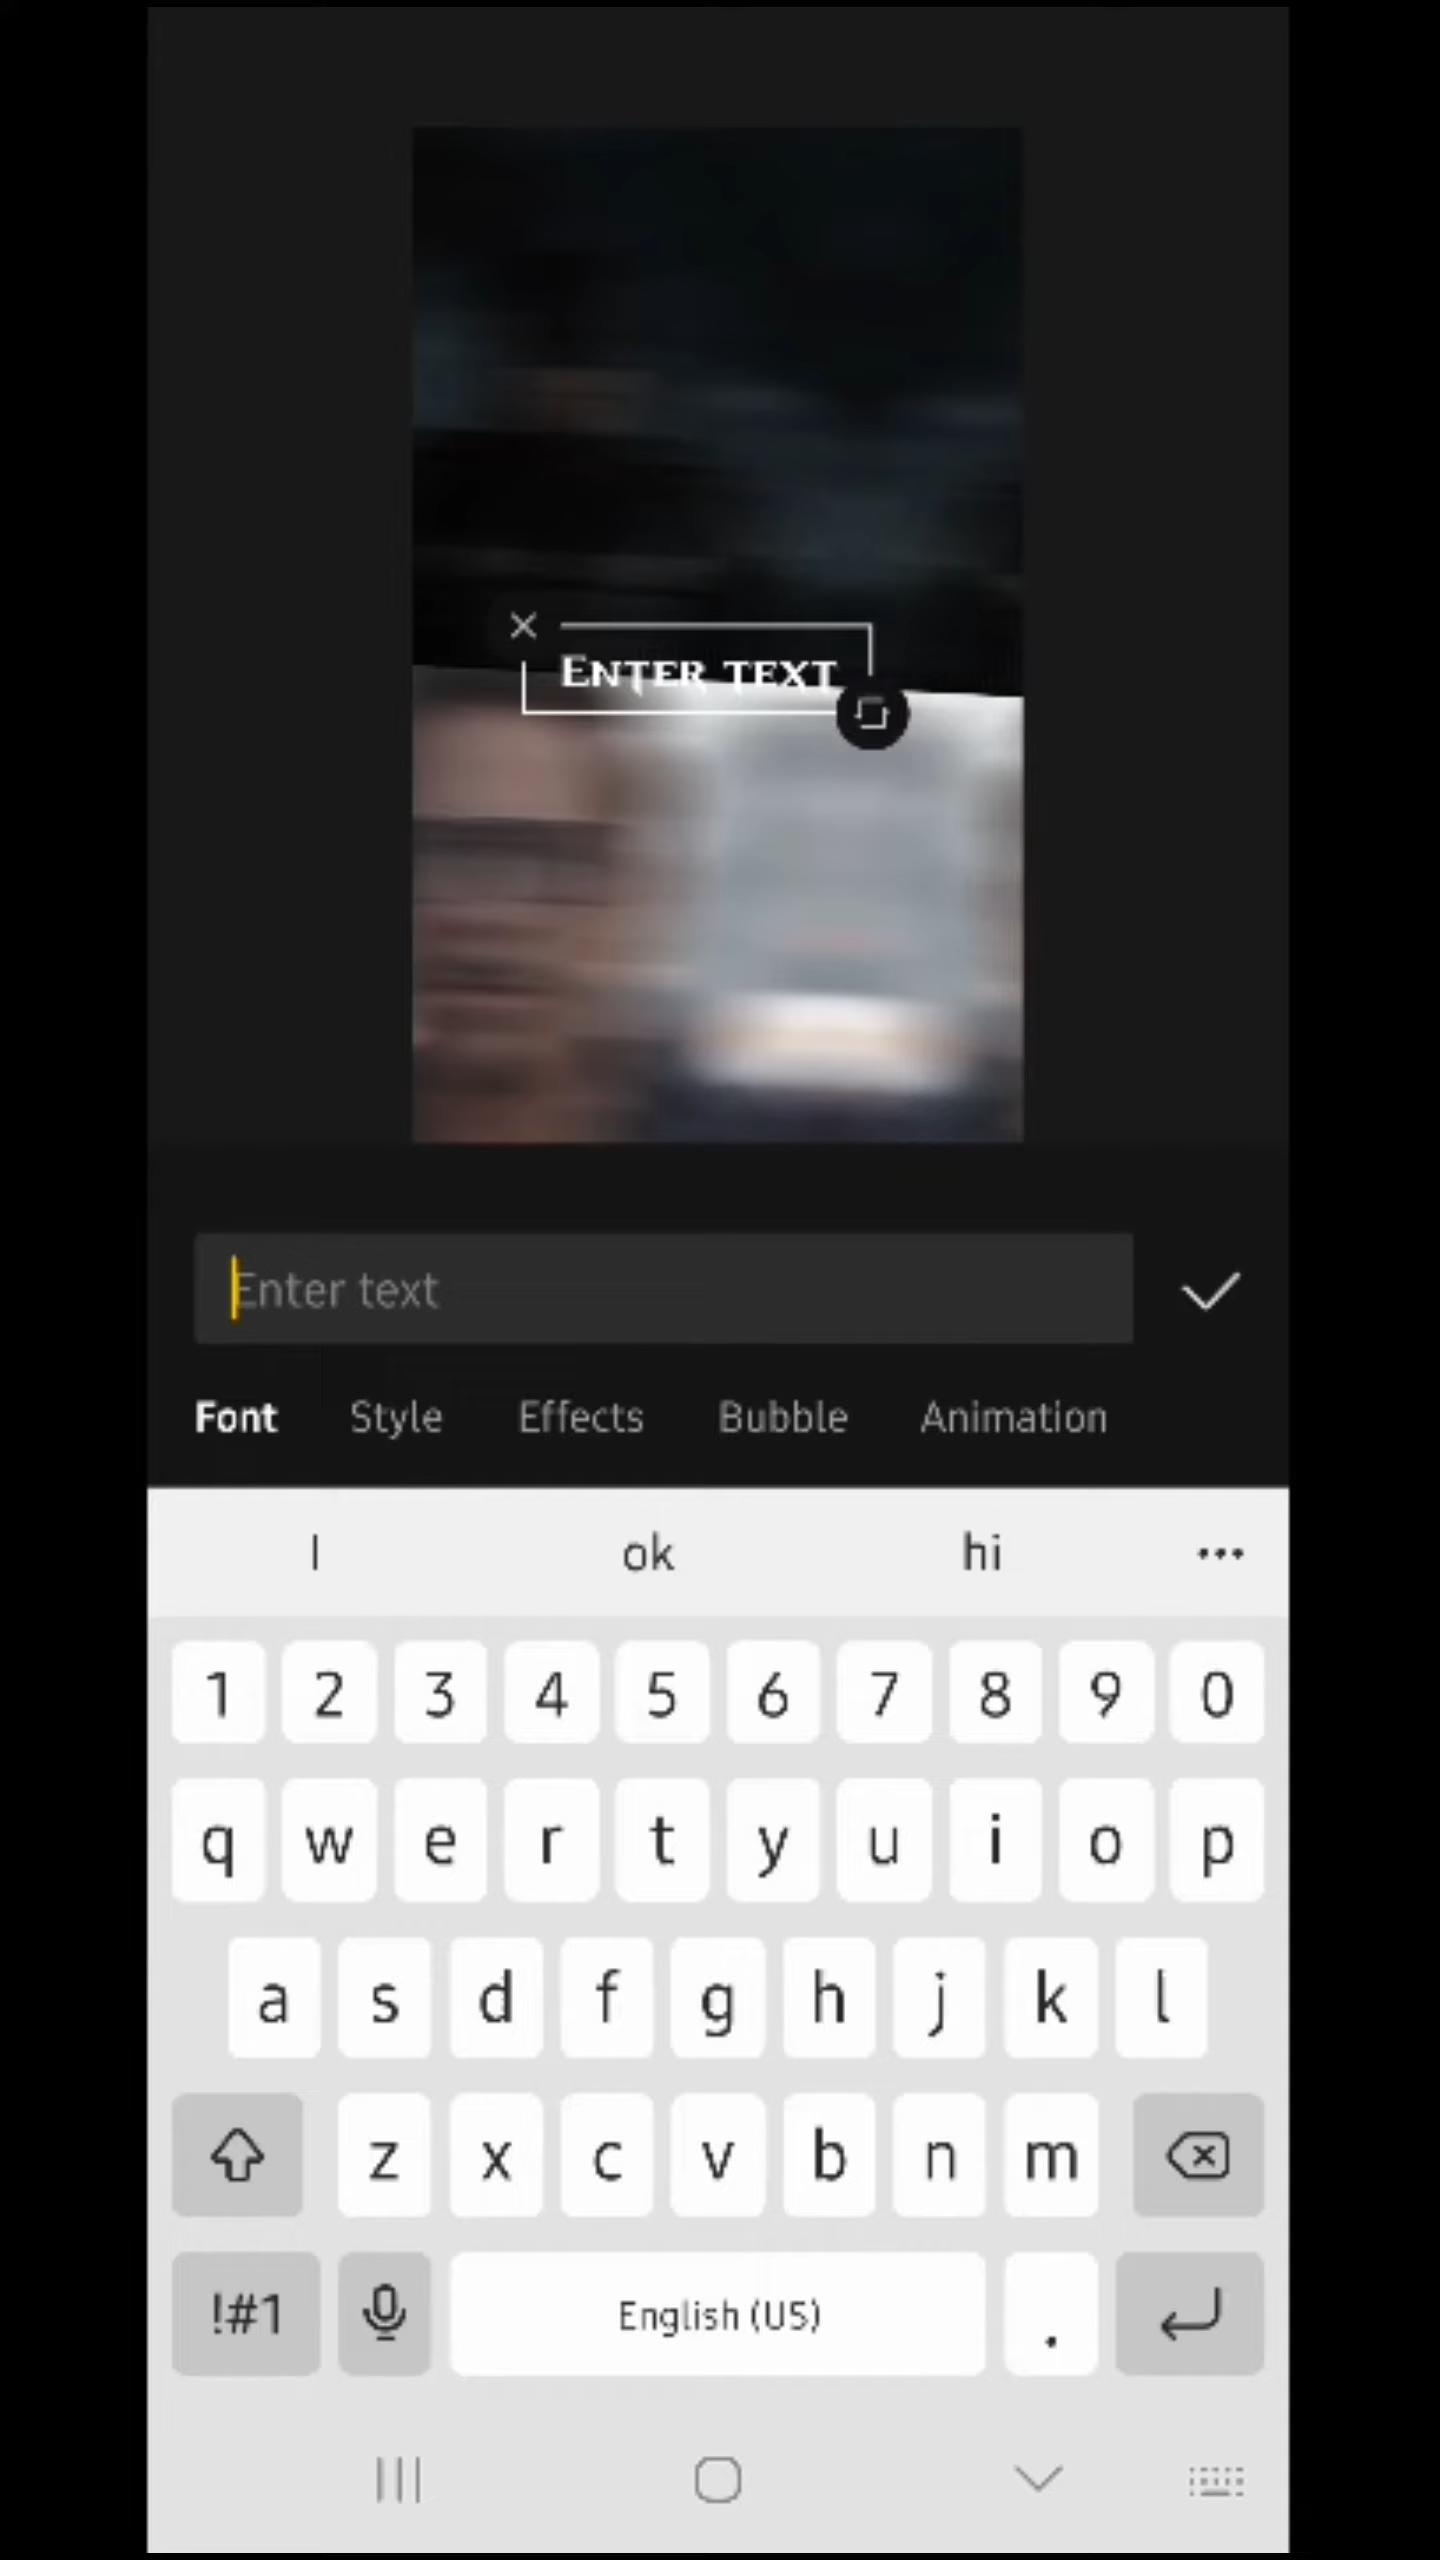 ENTER TEXT
Enter text
Font Style Effects Bubble Animation
I ok hi ...
1 2 3 4 5 6 7 8 9 0
q w e r t y u i o p
a s d f g h j k l
z x c v b n m
!#1 English (US) .